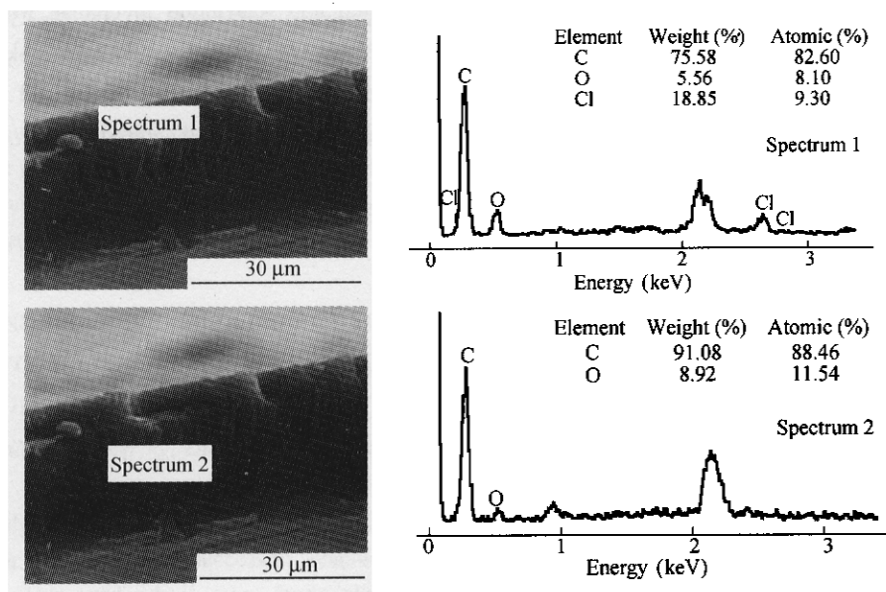 Spectrum 1
30 µm
Element Weight (%) Atomic (%)
C 75.58 82.60
O 5.56 8.10
Cl 18.85 9.30
Spectrum 1
C
Cl
O
Cl
Cl
0 1 2 3
Energy (keV)
Spectrum 2
30 µm
Element Weight (%) Atomic (%)
C 91.08 88.46
O 8.92 11.54
Spectrum 2
C
O
0 1 2 3
Energy (keV)